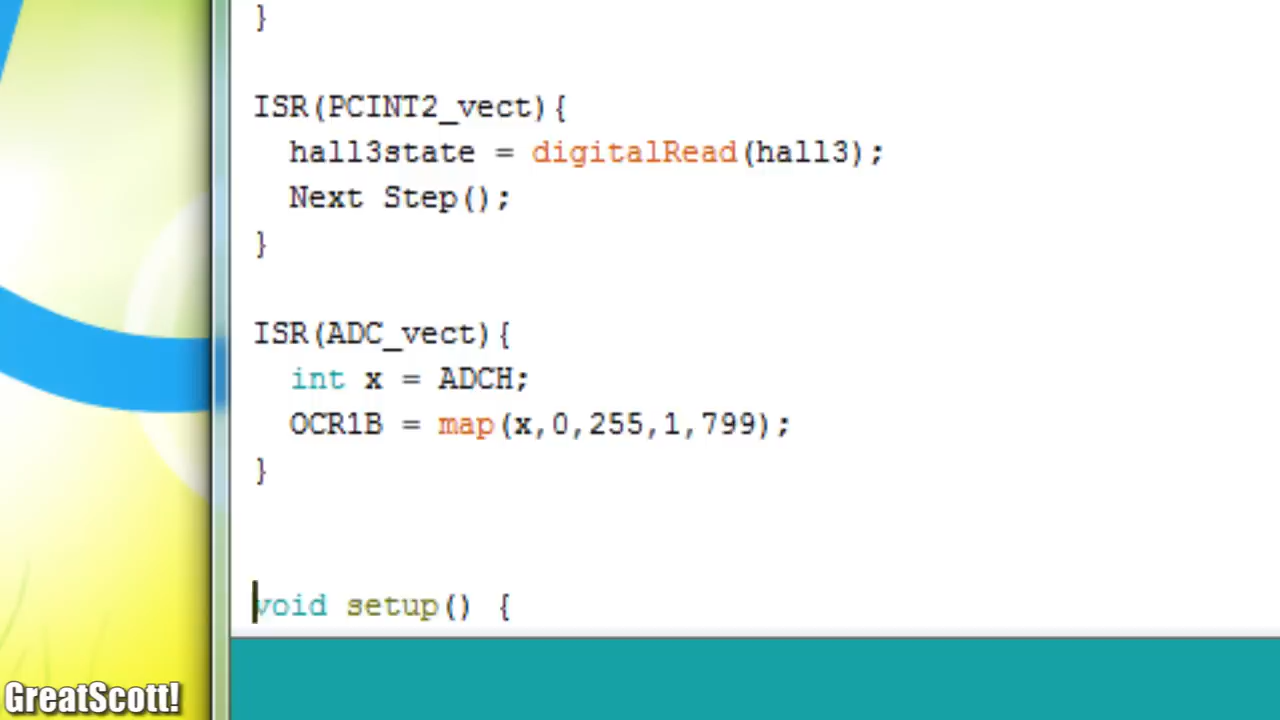 }
ISR(PCINT2_vect){
hall3state = digitalRead(hall3);
Next Step();
}
ISR(ADC_vect){
int x = ADCH;
OCR1B = map(x,0,255,1,799);
}
void setup() {
GreatScott!